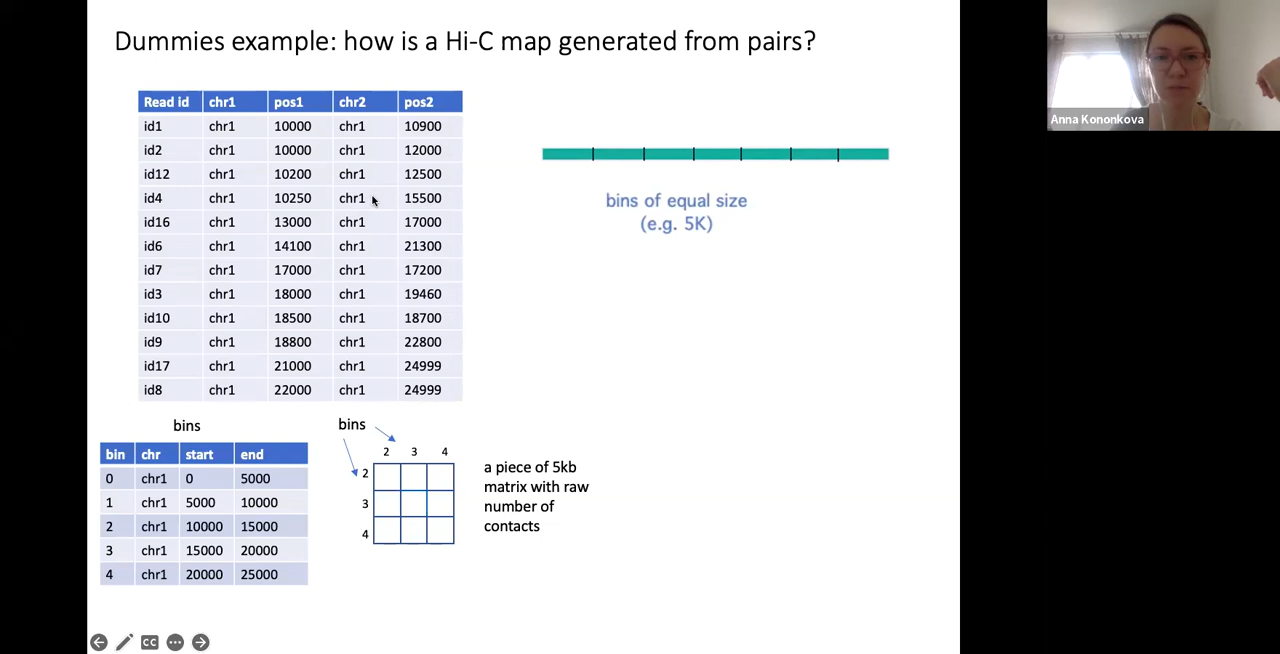 Dummies example: how is a Hi-C map generated from pairs?
Read id chr1 pos1 chr2 pos2
id1 chr1 10000 chr1 10900
id2 chr1 10000 chr1 12000
id12 chr1 10200 chr1 12500
id4 chr1 10250 chr1 15500
id16 chr1 13000 chr1 17000
id6 chr1 14100 chr1 21300
id7 chr1 17000 chr1 17200
id3 chr1 18000 chr1 19460
id10 chr1 18500 chr1 18700
id9 chr1 18800 chr1 22800
id17 chr1 21000 chr1 24999
id8 chr1 22000 chr1 24999
bins of equal size
(e.g. 5K)
bins
bin chr start end
0 chr1 0 5000
1 chr1 5000 10000
2 chr1 10000 15000
3 chr1 15000 20000
4 chr1 20000 25000
bins
2 3 4
2
3
4
a piece of 5kb
matrix with raw
number of
contacts
CC
Anna Kononkova